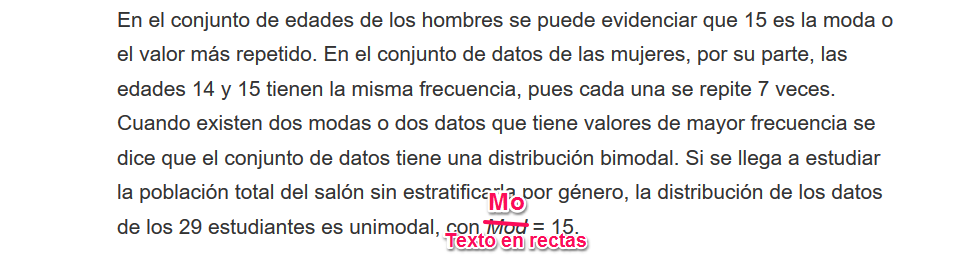 En el conjunto de edades de los hombres se puede evidenciar que 15 es la moda o
el valor más repetido. En el conjunto de datos de las mujeres, por su parte, las
edades 14 y 15 tienen la misma frecuencia, pues cada una se repite 7 veces.
Cuando existen dos modas o dos datos que tiene valores de mayor frecuencia se
dice que el conjunto de datos tiene una distribución bimodal. Si se llega a estudiar
la población total del salón sin estratificarla por género, la distribución de los datos
Mo
de los 29 estudiantes es unimodal, con Mod = 15.
Texto en rectas